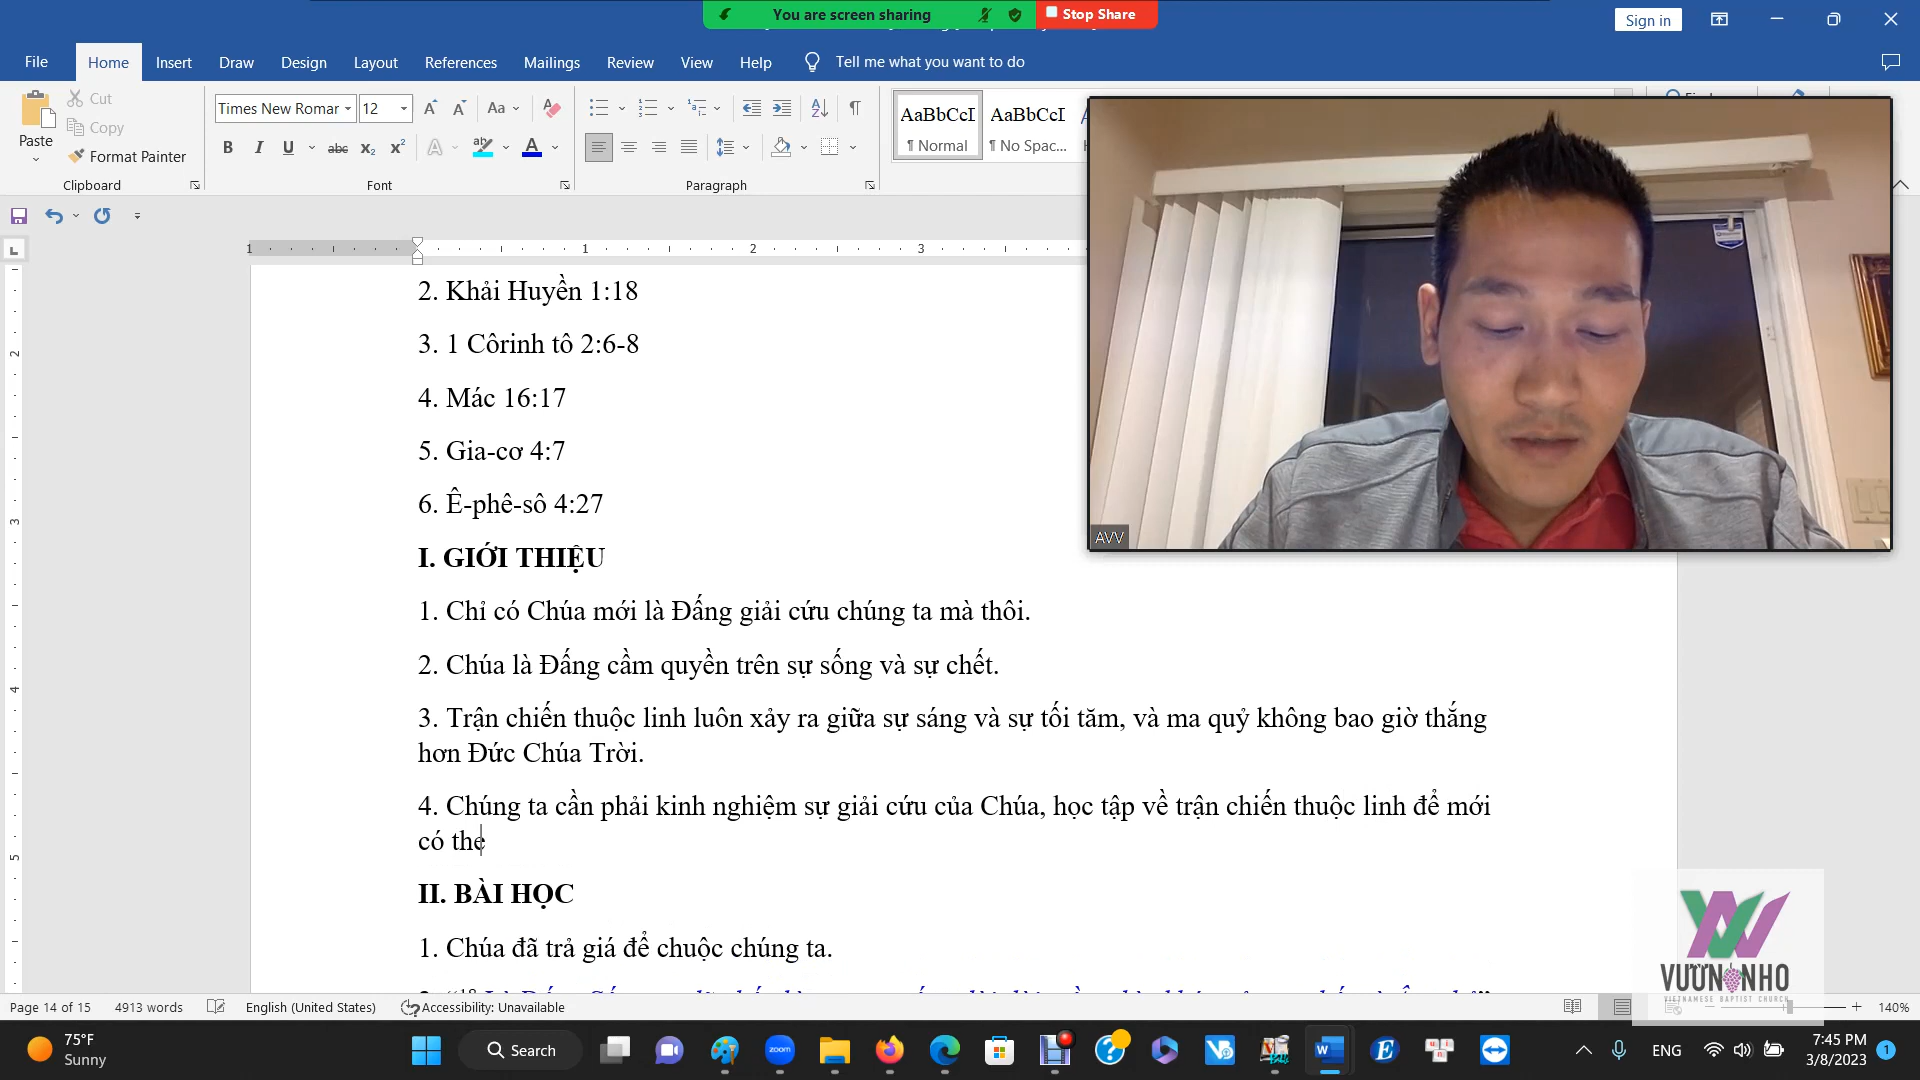 You are screen sharing
Stop Share
Sign in
File Home Insert Draw Design Layout References Mailings Review View Help Tell me what you want to do
Paste
Cut
Copy
Format Painter
Times New Romar 12
AaBbCcI AaBbCcI
¶ Normal ¶ No Spac...
Clipboard Font Paragraph
1 1 2 3
2. Khải Huyền 1:18
3. 1 Côrinh tô 2:6-8
4. Mác 16:17
5. Gia-cơ 4:7
6. Ê-phê-sô 4:27
AVV
I. GIỚI THIỆU
1. Chỉ có Chúa mới là Đấng giải cứu chúng ta mà thôi.
2. Chúa là Đấng cầm quyền trên sự sống và sự chết.
3. Trận chiến thuộc linh luôn xảy ra giữa sự sáng và sự tối tăm, và ma quỷ không bao giờ thắng
hơn Đức Chúa Trời.
4. Chúng ta cần phải kinh nghiệm sự giải cứu của Chúa, học tập về trận chiến thuộc linh để mới
có the
II. BÀI HỌC
1. Chúa đã trả giá để chuộc chúng ta.
VUON NHO
VIETNAMESE BAPTIST CHURCH
Page 14 of 15 4913 words English (United States) Accessibility: Unavailable 140%
75°F
Sunny
Search
zoom
ENG
7:45 PM
3/8/2023
1